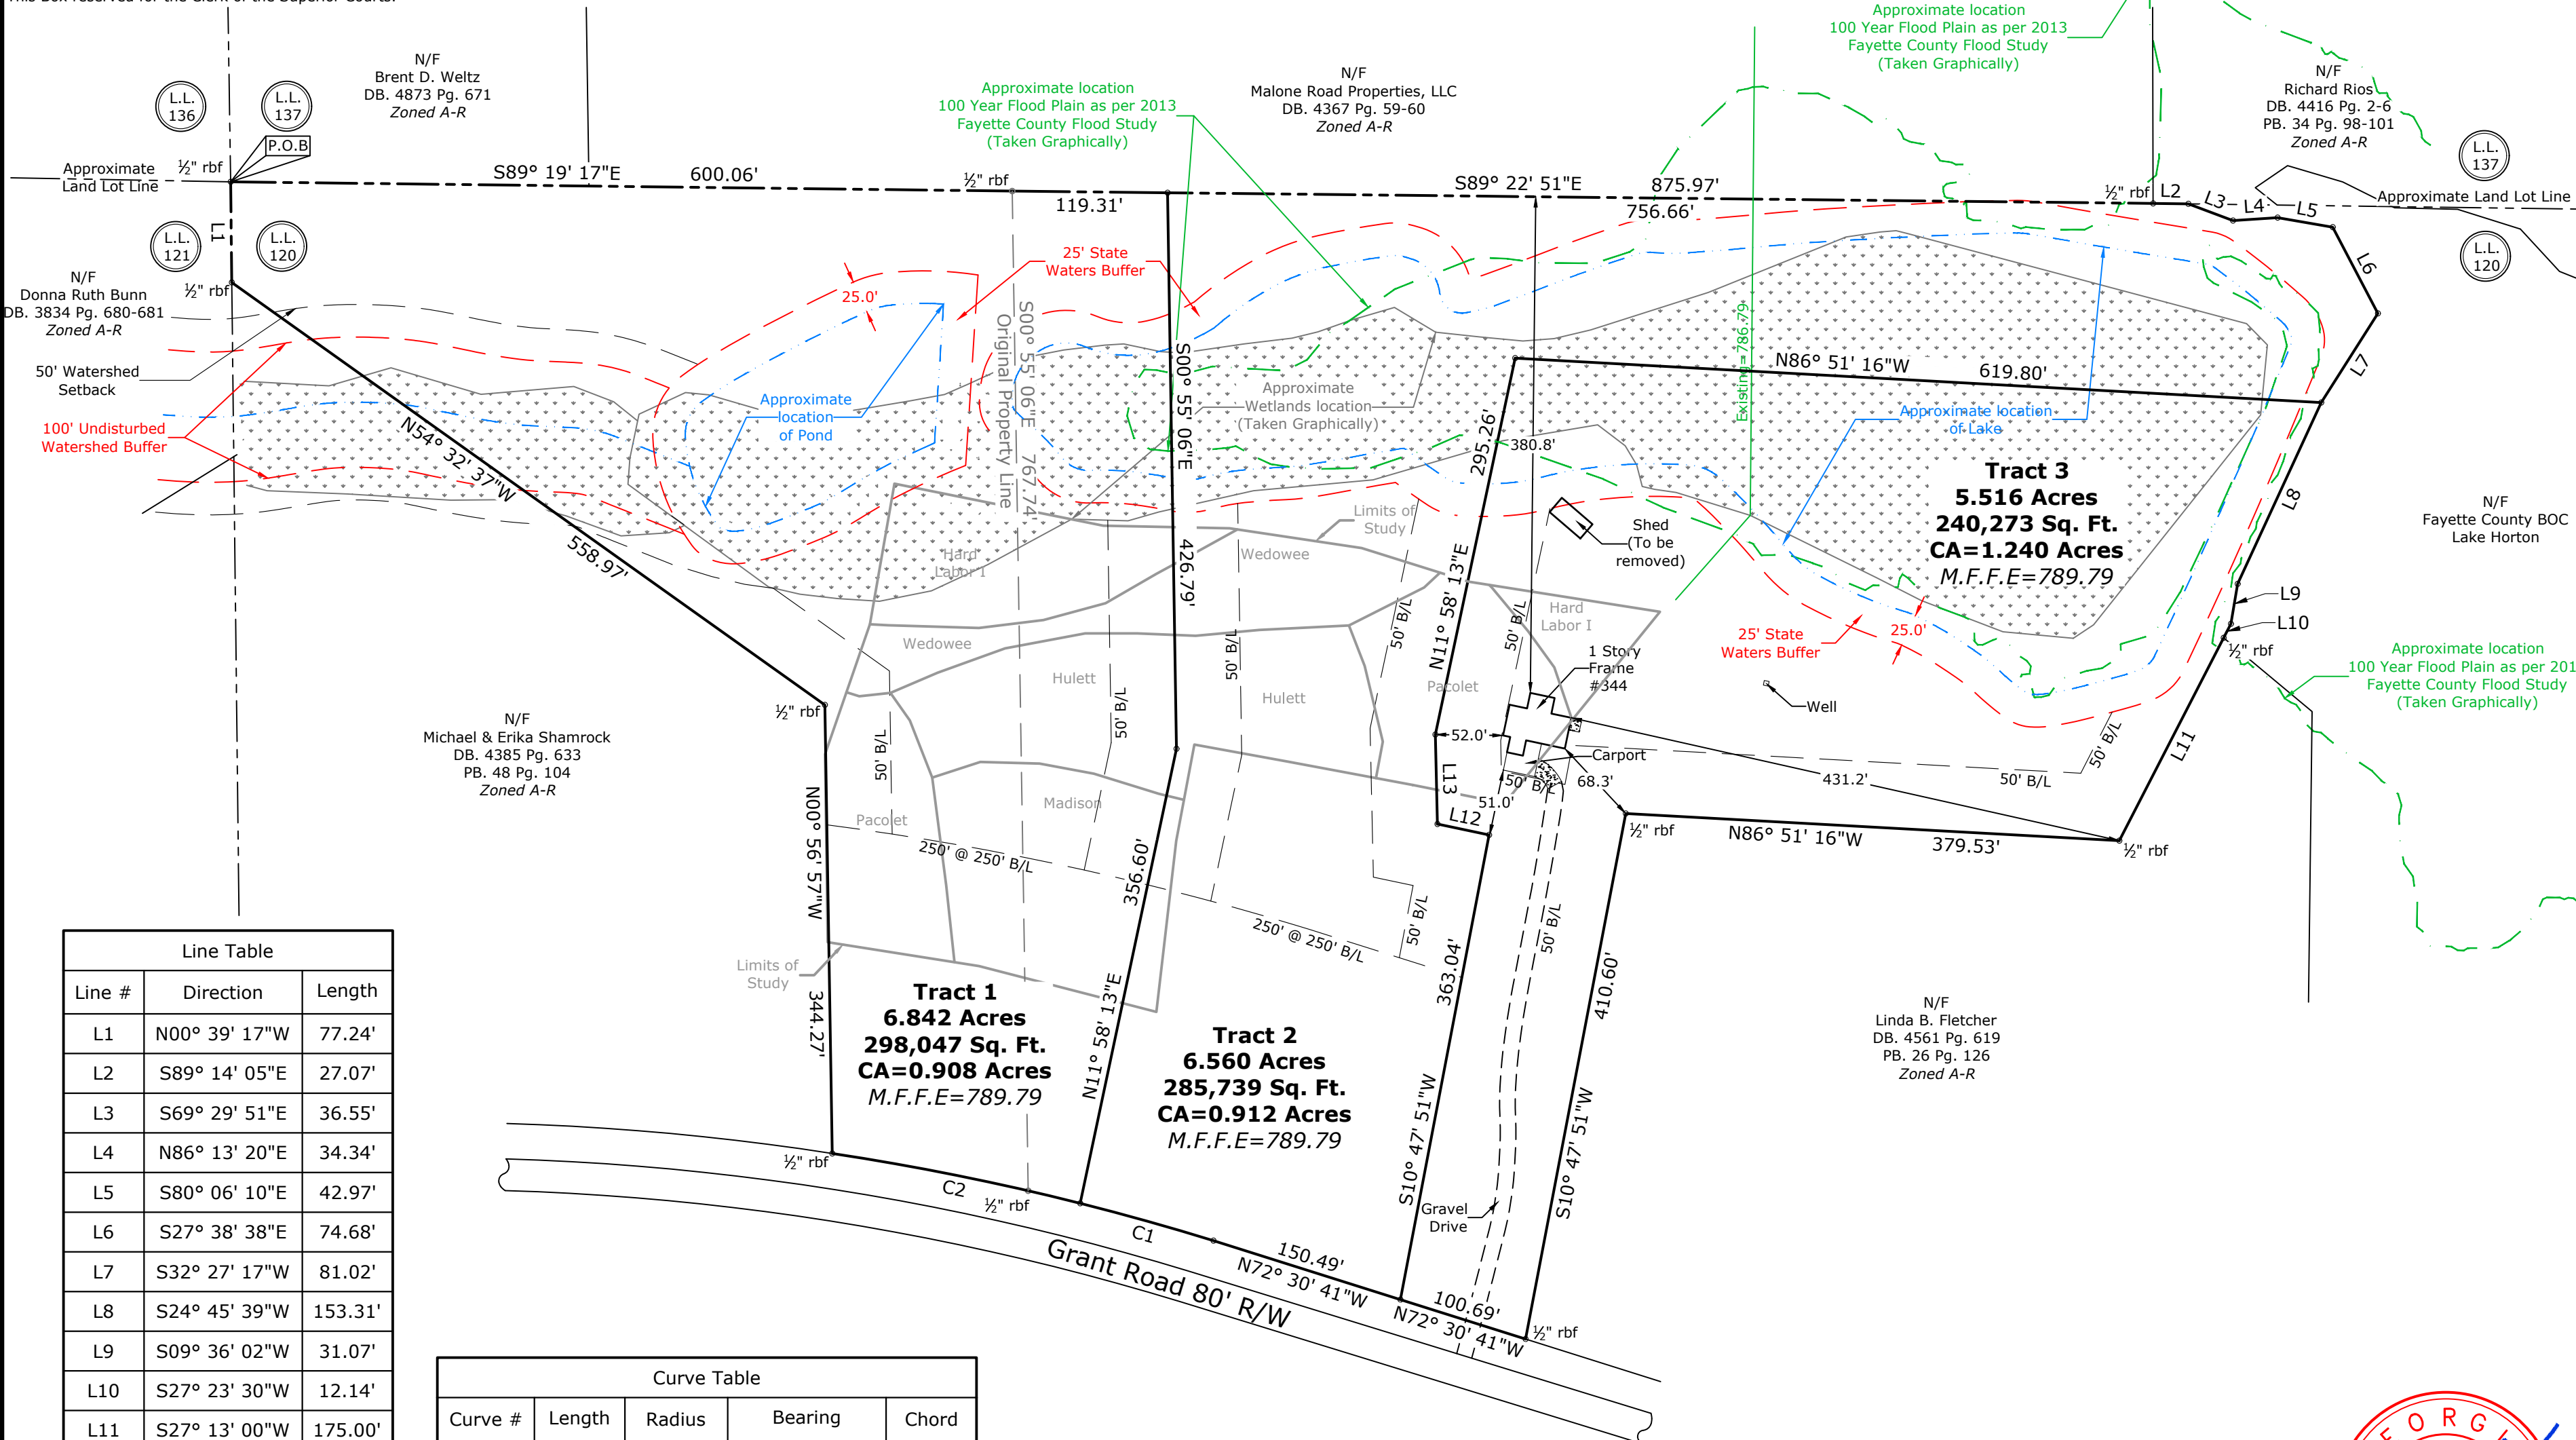 This Box reserved for the Clerk of the Superior Courts.
N/F
Brent D. Weltz
DB. 4873 Pg. 671
Zoned A-R
L.L.
136
L.L.
137
P.O.B
½" rbf
Approximate
Land Lot Line
S89° 19' 17"E
600.06'
½" rbf
119.31'
Approximate location
100 Year Flood Plain as per 2013
Fayette County Flood Study
(Taken Graphically)
N/F
Malone Road Properties, LLC
DB. 4367 Pg. 59-60
Zoned A-R
S89° 22' 51"E
875.97'
756.66'
Approximate location
100 Year Flood Plain as per 2013
Fayette County Flood Study
(Taken Graphically)
N/F
Richard Rios
DB. 4416 Pg. 2-6
PB. 34 Pg. 98-101
Zoned A-R
L.L.
137
½" rbf
L2
L3
L4
L5
Approximate Land Lot Line
L.L.
120
L6
L7
L8
L1
L.L.
121
L.L.
120
½" rbf
N/F
Donna Ruth Bunn
DB. 3834 Pg. 680-681
Zoned A-R
50' Watershed
Setback
100' Undisturbed
Watershed Buffer
N54° 32' 37"W
558.97'
25.0'
Approximate
location
of Pond
25' State
Waters Buffer
S00° 55' 06"E 767.74'
Original Property Line
S00° 55' 06"E
426.79'
Approximate
Wetlands location
(Taken Graphically)
295.26'
380.8'
N11° 58' 13"E
Existing=786.79
N86° 51' 16"W
619.80'
Approximate location
of Lake
Tract 3
5.516 Acres
240,273 Sq. Ft.
CA=1.240 Acres
M.F.F.E=789.79
N/F
Fayette County BOC
Lake Horton
L9
L10
½" rbf
Approximate location
100 Year Flood Plain as per 201
Fayette County Flood Study
(Taken Graphically)
Limits of
Study
Shed
(To be
removed)
Hard
Labor I
Wedowee
Wedowee
Hulett
Hulett
Pacolet
Hard
Labor I
Madison
Pacolet
50' B/L
50' B/L
50' B/L
50' B/L
50' B/L
1 Story
Frame
#344
Well
25' State
Waters Buffer
25.0'
52.0'
Carport
50' B/L
68.3'
51.0'
L13
L12
431.2'
50' B/L
50' B/L
L11
½" rbf
N86° 51' 16"W
379.53'
½" rbf
½" rbf
N/F
Michael & Erika Shamrock
DB. 4385 Pg. 633
PB. 48 Pg. 104
Zoned A-R
N00° 56' 57"W
344.27'
250' @ 250' B/L
356.60'
N11° 58' 13"E
250' @ 250' B/L
50' B/L
50' B/L
363.04'
S10° 47' 51"W
410.60'
S10° 47' 51"W
Limits of
Study
Tract 1
6.842 Acres
298,047 Sq. Ft.
CA=0.908 Acres
M.F.F.E=789.79
Tract 2
6.560 Acres
285,739 Sq. Ft.
CA=0.912 Acres
M.F.F.E=789.79
N/F
Linda B. Fletcher
DB. 4561 Pg. 619
PB. 26 Pg. 126
Zoned A-R
Gravel
Drive
½" rbf
C2
½" rbf
C1
150.49'
N72° 30' 41"W
100.69'
N72° 30' 41"W
½" rbf
Grant Road 80' R/W
Line Table
Line # Direction Length
L1 N00° 39' 17"W 77.24'
L2 S89° 14' 05"E 27.07'
L3 S69° 29' 51"E 36.55'
L4 N86° 13' 20"E 34.34'
L5 S80° 06' 10"E 42.97'
L6 S27° 38' 38"E 74.68'
L7 S32° 27' 17"W 81.02'
L8 S24° 45' 39"W 153.31'
L9 S09° 36' 02"W 31.07'
L10 S27° 23' 30"W 12.14'
L11 S27° 13' 00"W 175.00'
Curve Table
Curve # Length Radius Bearing Chord
EORG